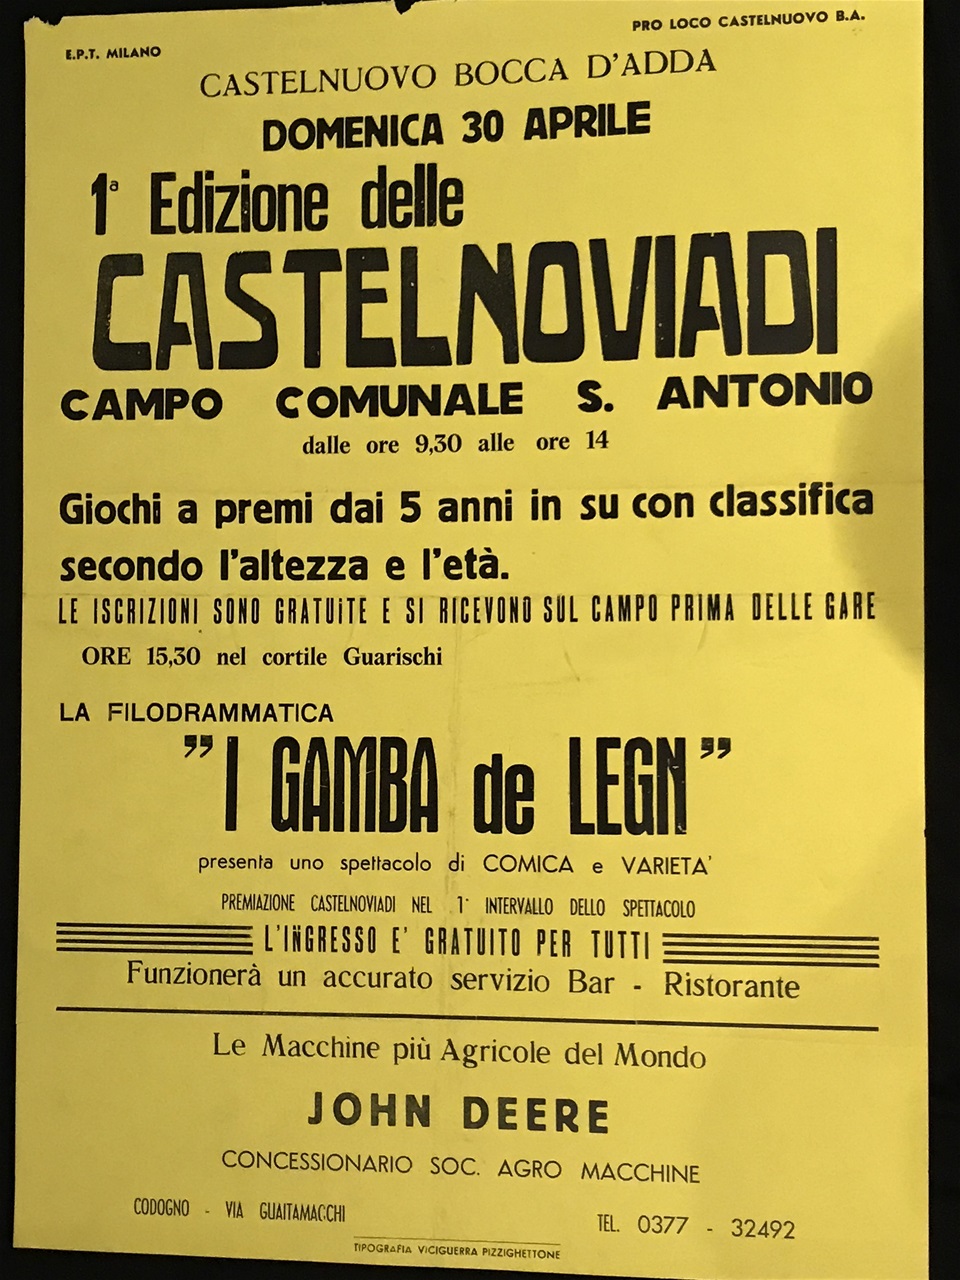 E.P.T. MILANO
PRO LOCO CASTELNUOVO B.A.
CASTELNUOVO BOCCA D'ADDA
DOMENICA 30 APRILE
1ª Edizione delle
CASTELNOVIADI
CAMPO COMUNALE S. ANTONIO
dalle ore 9,30 alle ore 14
Giochi a premi dai 5 anni in su con classifica
secondo l'altezza e l'età.
LE ISCRIZIONI SONO GRATUiTE E SI RICEVONO SUL CAMPO PRIMA DELLE GARE
ORE 15,30 nel cortile Guarischi
LA FILODRAMMATICA
”I GAMBA de LEGN”
presenta uno spettacolo di COMICA e VARIETA'
PREMIAZIONE CASTELNOVIADI NEL 1° INTERVALLO DELLO SPETTACOLO
L'INGRESSO E' GRATUITO PER TUTTI
Funzionerà un accurato servizio Bar - Ristorante
Le Macchine più Agricole del Mondo
JOHN DEERE
CONCESSIONARIO SOC. AGRO MACCHINE
CODOGNO - VIA GUAITAMACCHI
TEL. 0377 - 32492
TIPOGRAFIA VICIGUERRA PIZZIGHETTONE